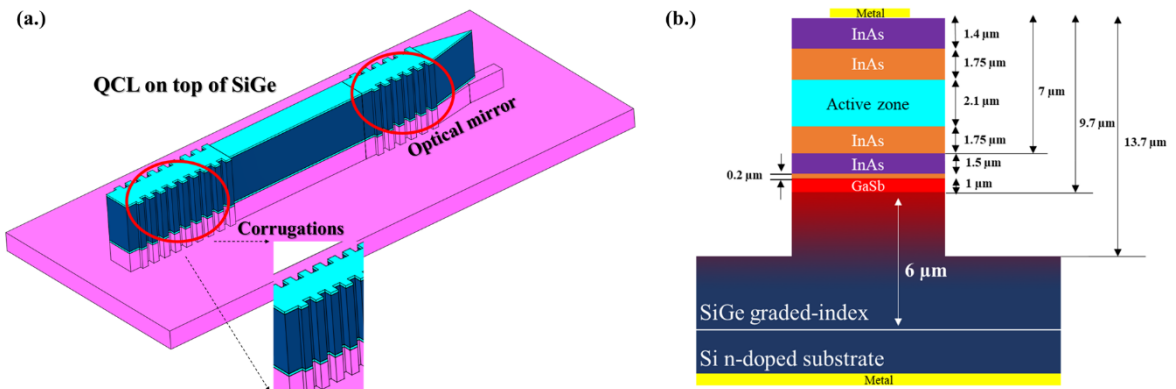 (a.)
QCL on top of SiGe
Optical mirror
Corrugations
(b.)
Metal
InAs
1.4 μm
InAs
1.75 μm
Active zone
2.1 μm
7 μm
InAs
1.75 μm
9.7 μm
13.7 μm
InAs
1.5 μm
0.2 μm
GaSb
1 μm
6 μm
SiGe graded-index
Si n-doped substrate
Metal